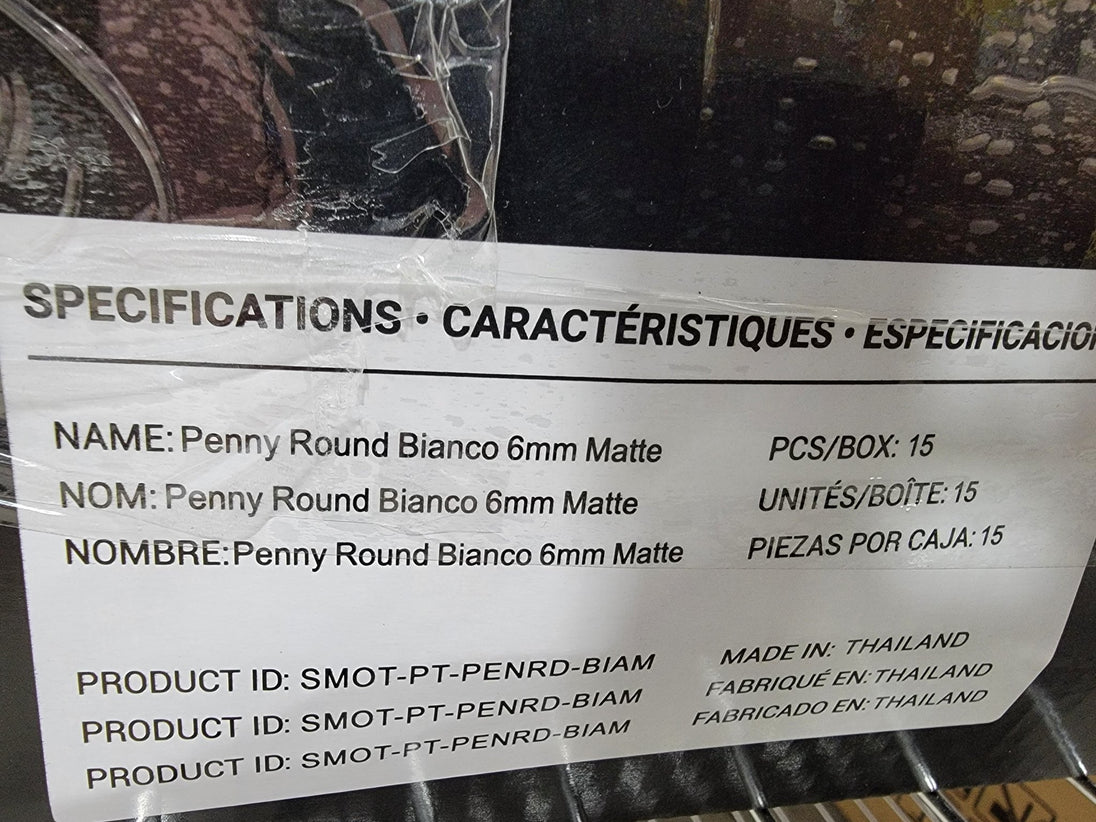 SPECIFICATIONS • CARACTÉRISTIQUES • ESPECIFICACIO
NAME: Penny Round Bianco 6mm Matte PCS/BOX: 15
NOM: Penny Round Bianco 6mm Matte UNITÉS/BOÎTE: 15
NOMBRE: Penny Round Bianco 6mm Matte PIEZAS POR CAJA: 15
PRODUCT ID: SMOT-PT-PENRD-BIAM MADE IN: THAILAND
PRODUCT ID: SMOT-PT-PENRD-BIAM FABRIQUÉ EN: THAILAND
PRODUCT ID: SMOT-PT-PENRD-BIAM FABRICADO EN: THAILAND